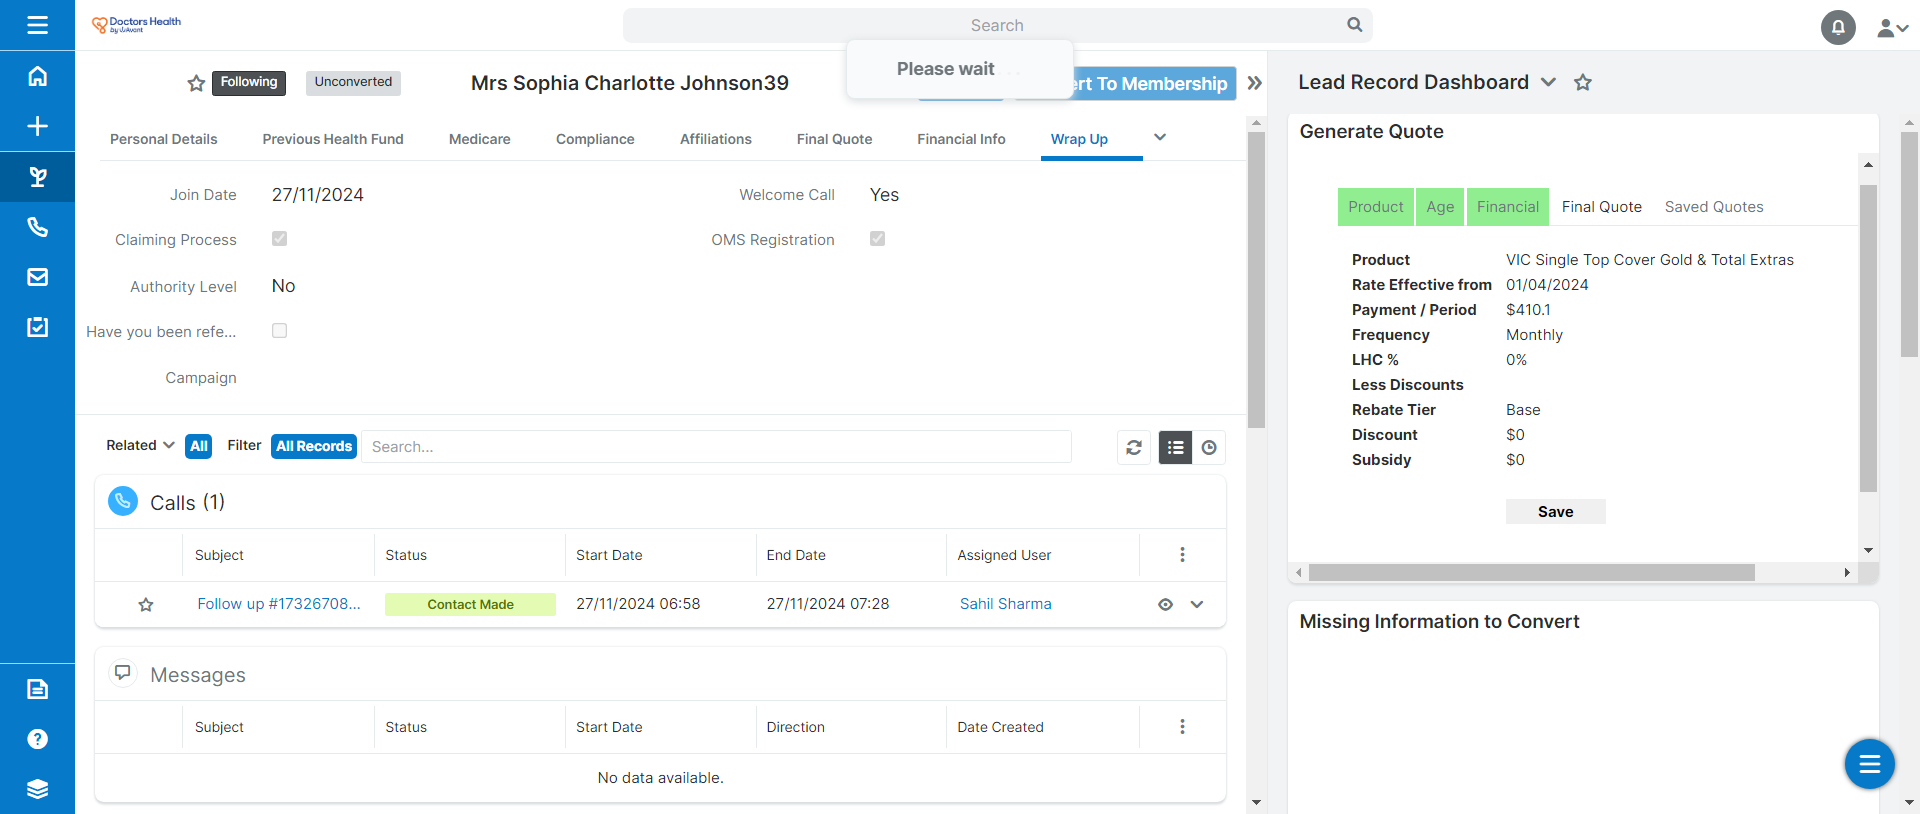 Doctors Health
by Avant
Search
Please wait
Following
Unconverted
Mrs Sophia Charlotte Johnson39
ert To Membership
Personal Details
Previous Health Fund
Medicare
Compliance
Affiliations
Final Quote
Financial Info
Wrap Up
Join Date
27/11/2024
Welcome Call
Yes
Claiming Process
OMS Registration
Authority Level
No
Have you been refe...
Campaign
Related
All
Filter
All Records
Search...
Calls (1)
Subject
Status
Start Date
End Date
Assigned User
Follow up #17326708...
Contact Made
27/11/2024 06:58
27/11/2024 07:28
Sahil Sharma
Messages
Subject
Status
Start Date
Direction
Date Created
No data available.
Lead Record Dashboard
Generate Quote
Product
Age
Financial
Final Quote
Saved Quotes
Product VIC Single Top Cover Gold & Total Extras
Rate Effective from 01/04/2024
Payment / Period $410.1
Frequency Monthly
LHC % 0%
Less Discounts
Rebate Tier Base
Discount $0
Subsidy $0
Save
Missing Information to Convert